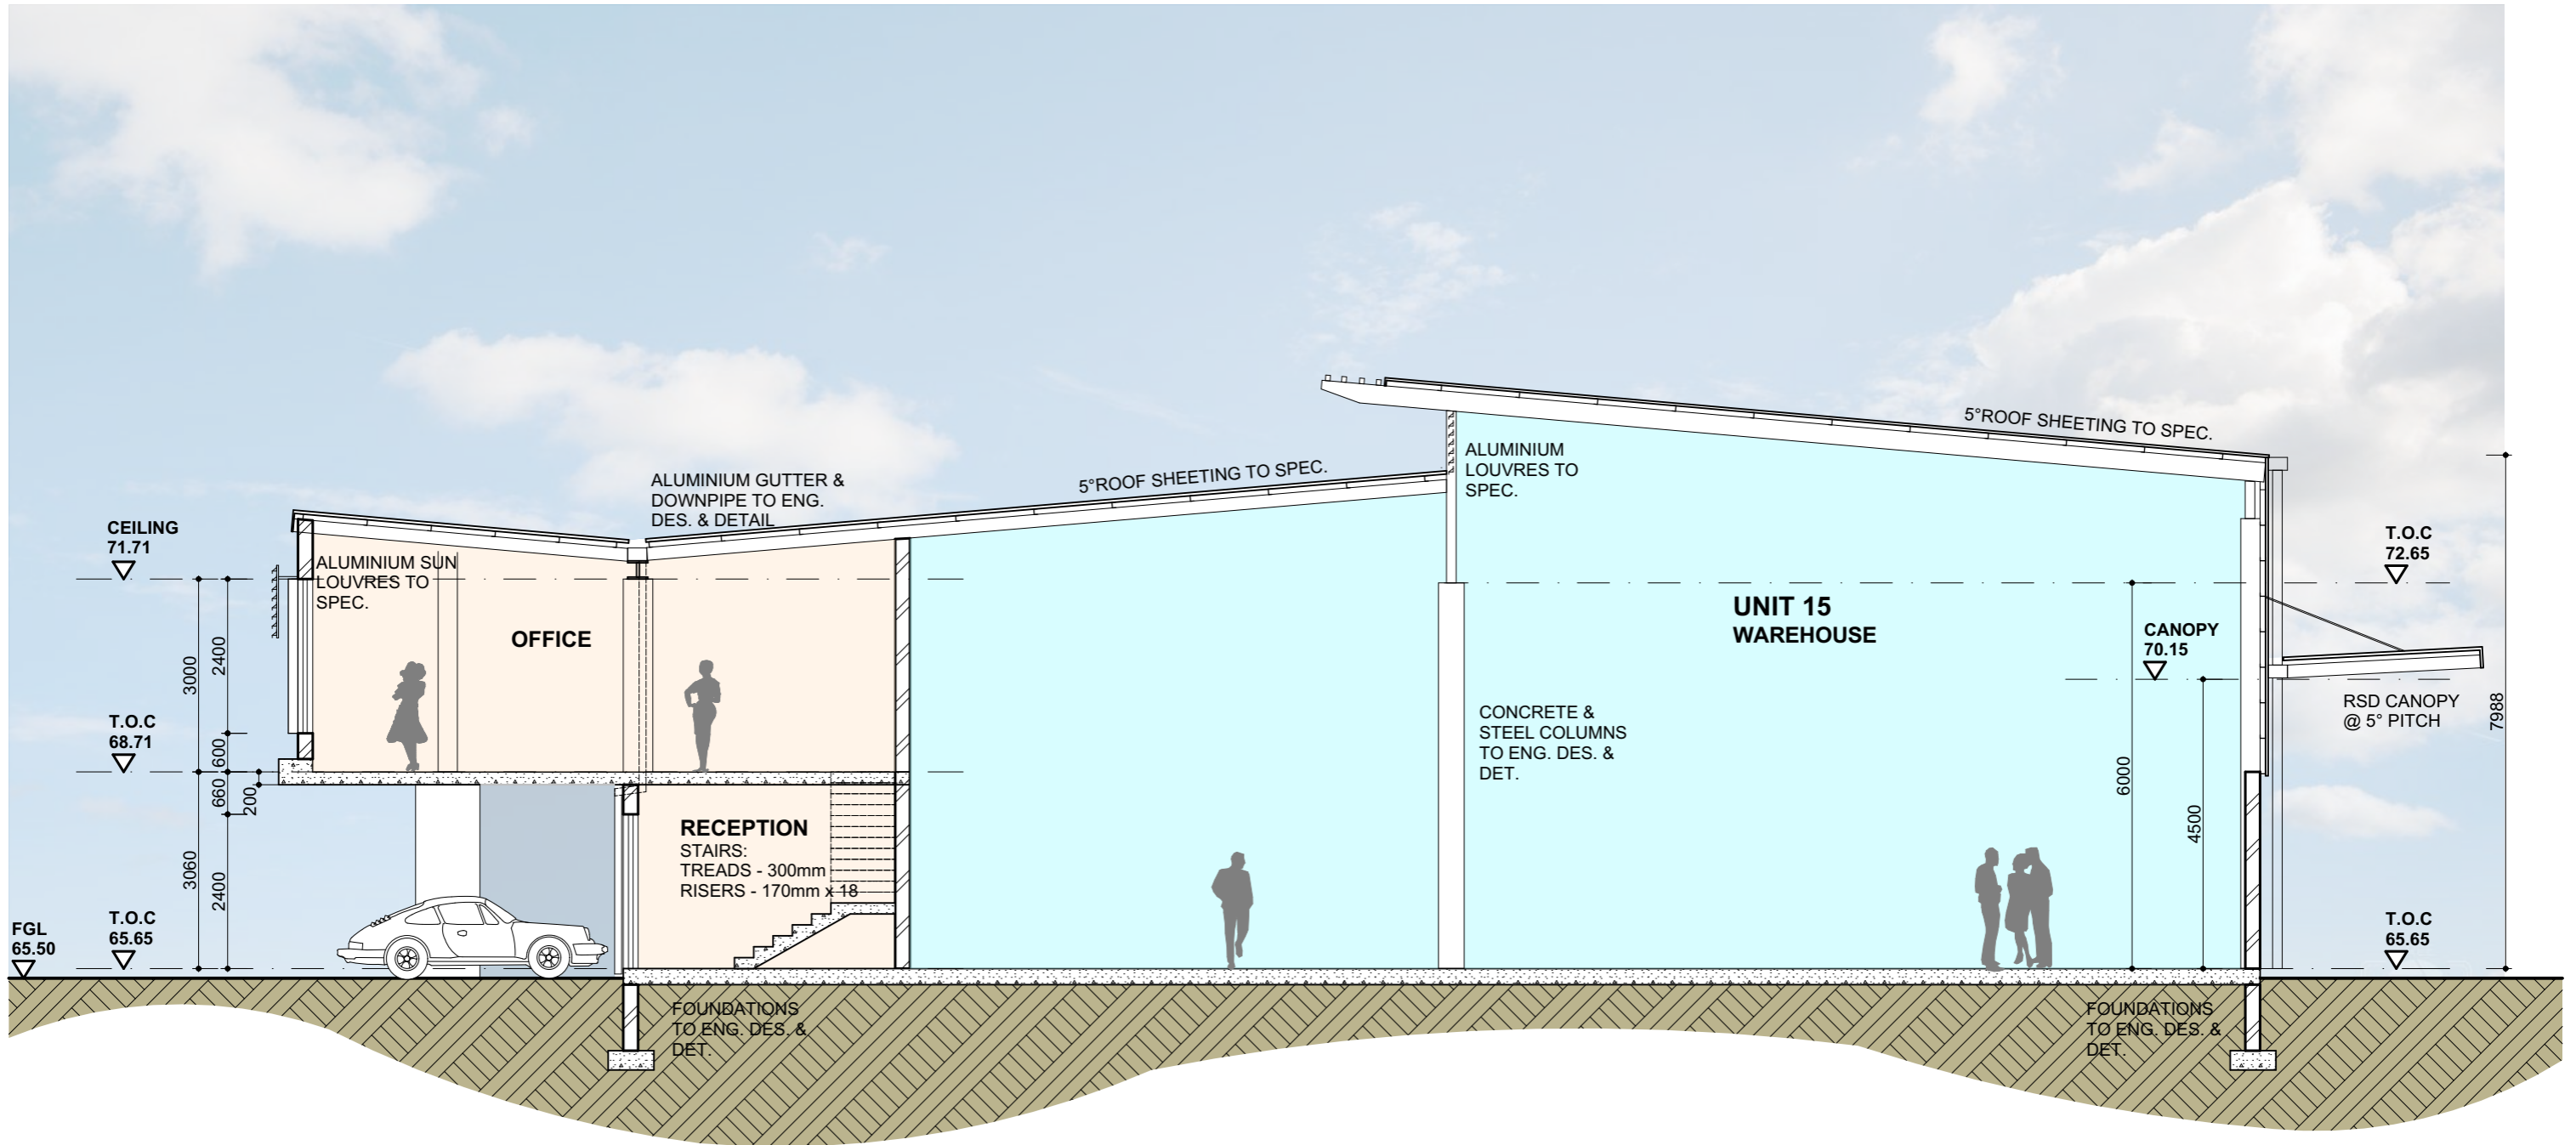 5°ROOF SHEETING TO SPEC.
ALUMINIUM
LOUVRES TO
SPEC.
5°ROOF SHEETING TO SPEC.
ALUMINIUM GUTTER &
DOWNPIPE TO ENG.
DES. & DETAIL
CEILING
71.71
ALUMINIUM SUN
LOUVRES TO
SPEC.
OFFICE
T.O.C
72.65
UNIT 15
WAREHOUSE
CANOPY
70.15
3000
2400
T.O.C
68.71
600
660
200
3060
2400
RSD CANOPY
@ 5° PITCH
7988
CONCRETE &
STEEL COLUMNS
TO ENG. DES. &
DET.
6000
4500
RECEPTION
STAIRS:
TREADS - 300mm
RISERS - 170mm x 18
FGL
65.50
T.O.C
65.65
T.O.C
65.65
FOUNDATIONS
TO ENG. DES. &
DET.
FOUNDATIONS
TO ENG. DES. &
DET.